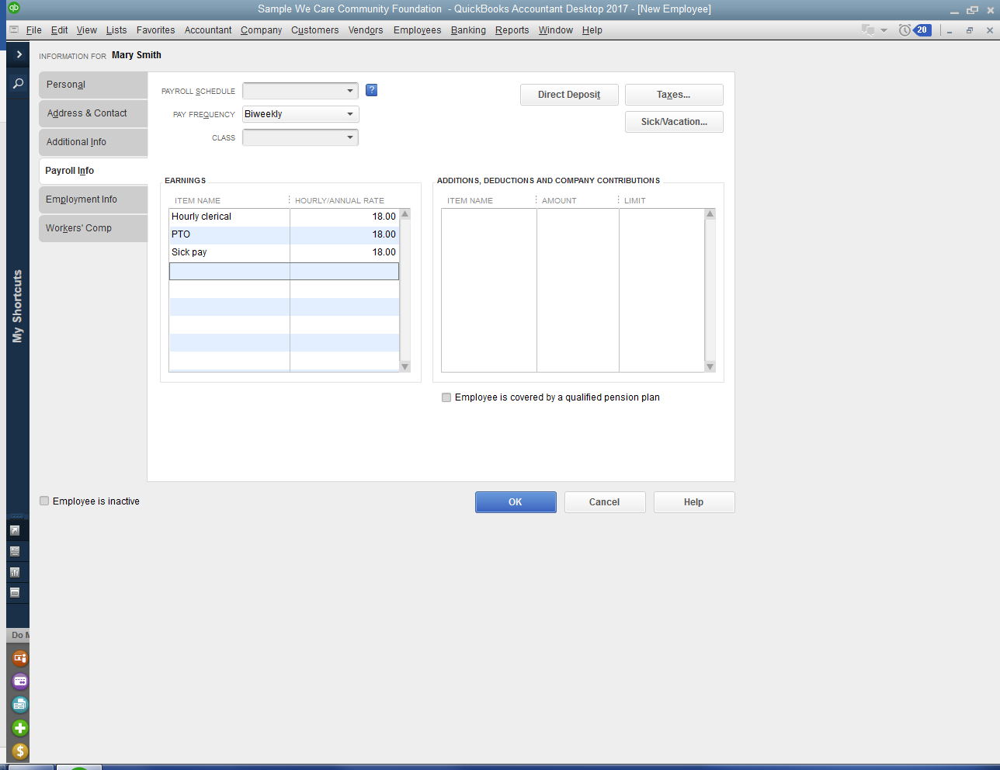 qb
Sample We Care Community Foundation - QuickBooks Accountant Desktop 2017 - [New Employee]
File Edit View Lists Favorites Accountant Company Customers Vendors Employees Banking Reports Window Help
20
INFORMATION FOR Mary Smith
Personal
Address & Contact
Additional Info
Payroll Info
Employment Info
Workers' Comp
PAYROLL SCHEDULE
?
Direct Deposit
Taxes...
PAY FREQUENCY Biweekly
Sick/Vacation...
CLASS
EARNINGS
ITEM NAME HOURLY/ANNUAL RATE
Hourly clerical 18.00
PTO 18.00
Sick pay 18.00
ADDITIONS, DEDUCTIONS AND COMPANY CONTRIBUTIONS
ITEM NAME AMOUNT LIMIT
Employee is covered by a qualified pension plan
Employee is inactive
OK Cancel Help
My Shortcuts
Do M
$